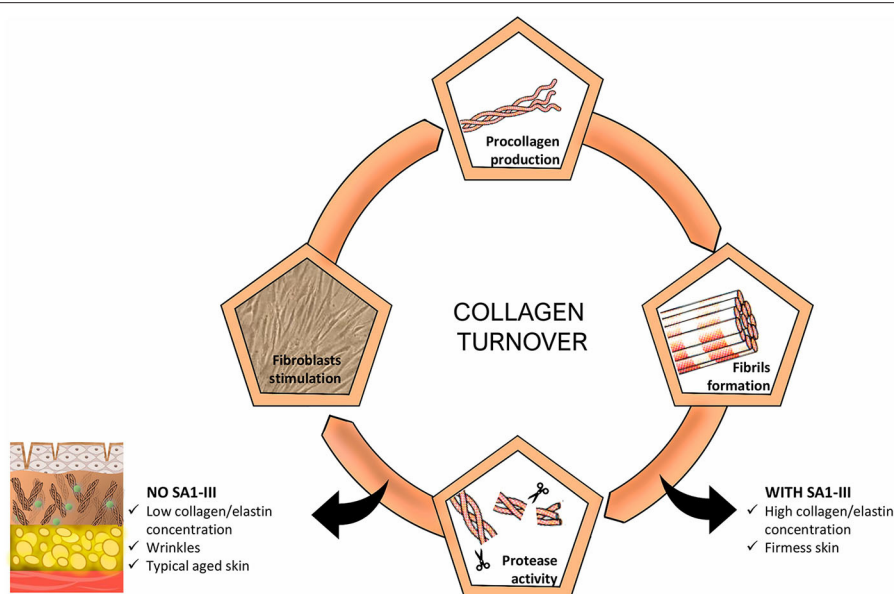 Procollagen
production
COLLAGEN
TURNOVER
Fibroblasts
stimulation
Fibrils
formation
Protease
activity
NO SA1-III
✓ Low collagen/elastin
concentration
✓ Wrinkles
✓ Typical aged skin
WITH SA1-III
✓ High collagen/elastin
concentration
✓ Firmness skin